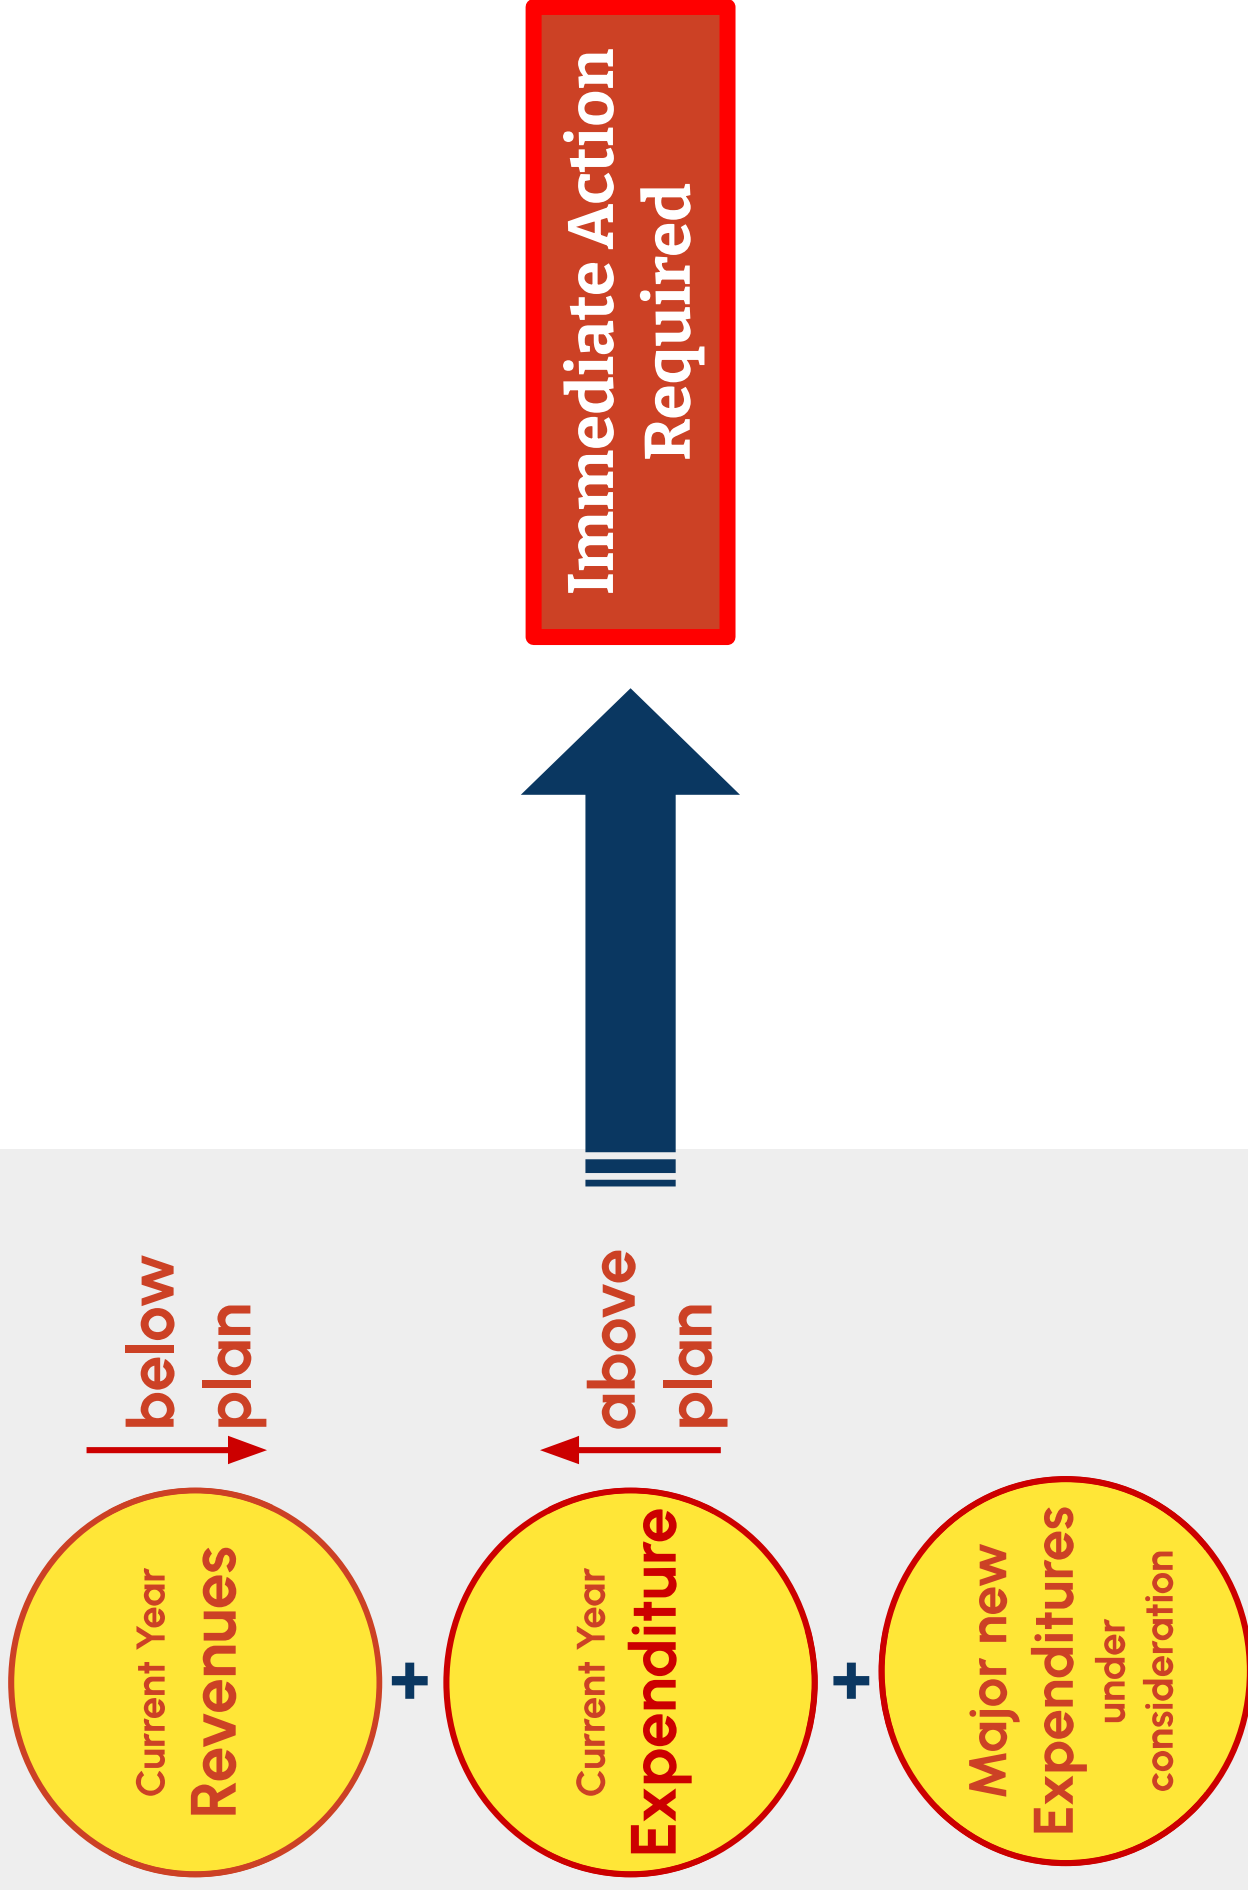 Current Year
Revenues
below
plan
+
Current Year
Expenditure
above
plan
+
Major new
Expenditures
under
consideration
Immediate Action
Required